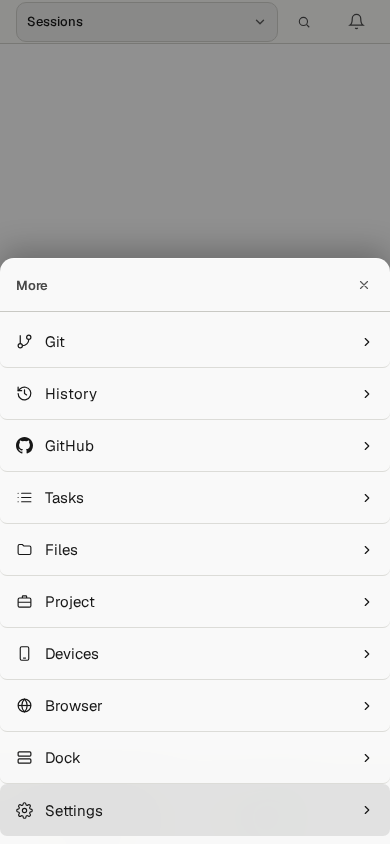 Sessions
More
Git
History
GitHub
Tasks
Files
Project
Devices
Browser
Dock
Settings